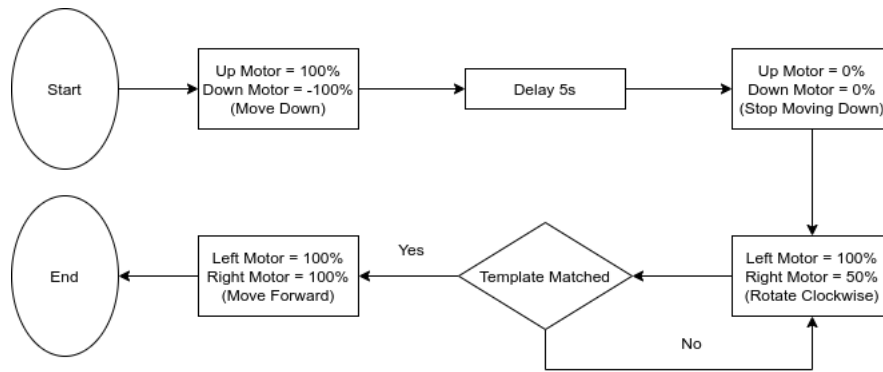 Start
Up Motor = 100%
Down Motor = -100%
(Move Down)
Delay 5s
Up Motor = 0%
Down Motor = 0%
(Stop Moving Down)
Left Motor = 100%
Right Motor = 50%
(Rotate Clockwise)
Template Matched
No
Yes
Left Motor = 100%
Right Motor = 100%
(Move Forward)
End